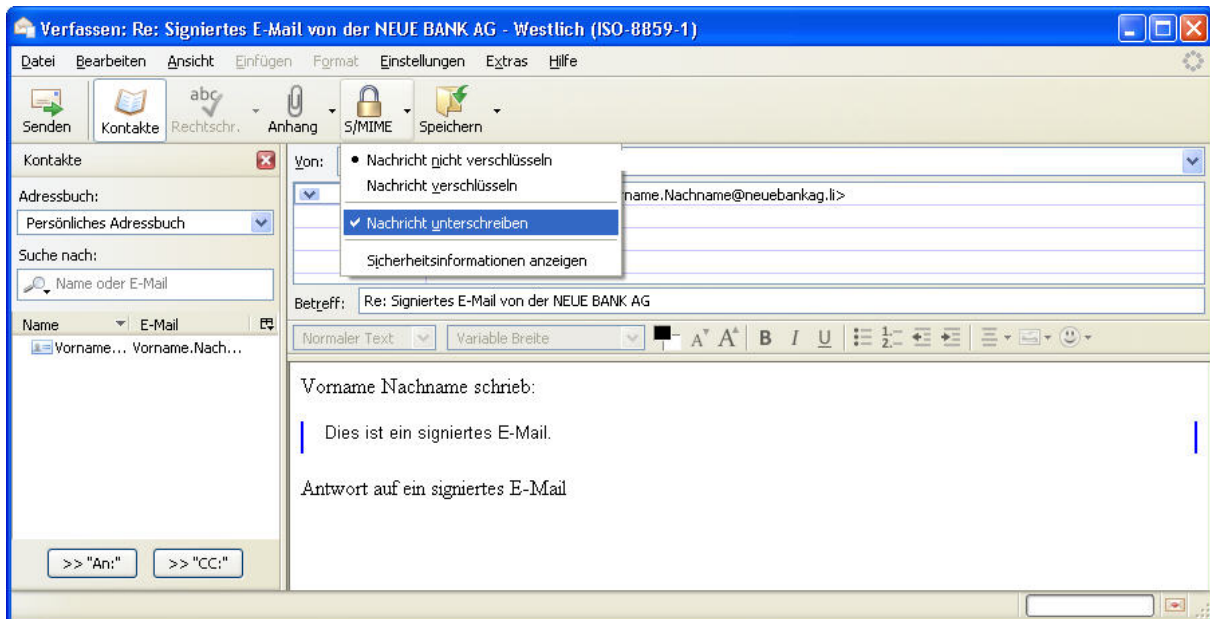 Verfassen: Re: Signiertes E-Mail von der NEUE BANK AG - Westlich (ISO-8859-1)
Datei Bearbeiten Ansicht Einfügen Format Einstellungen Extras Hilfe
Senden Kontakte Rechtschr. Anhang S/MIME Speichern
Kontakte
Adressbuch:
Persönliches Adressbuch
Suche nach:
Name oder E-Mail
Name E-Mail
Vorname... Vorname.Nach...
>> "An:" >> "CC:"
Von:
Nachricht nicht verschlüsseln
Nachricht verschlüsseln
Nachricht unterschreiben
Sicherheitsinformationen anzeigen
name.Nachname@neuebankag.li>
Betreff: Re: Signiertes E-Mail von der NEUE BANK AG
Normaler Text Variable Breite
Vorname Nachname schrieb:
Dies ist ein signiertes E-Mail.
Antwort auf ein signiertes E-Mail